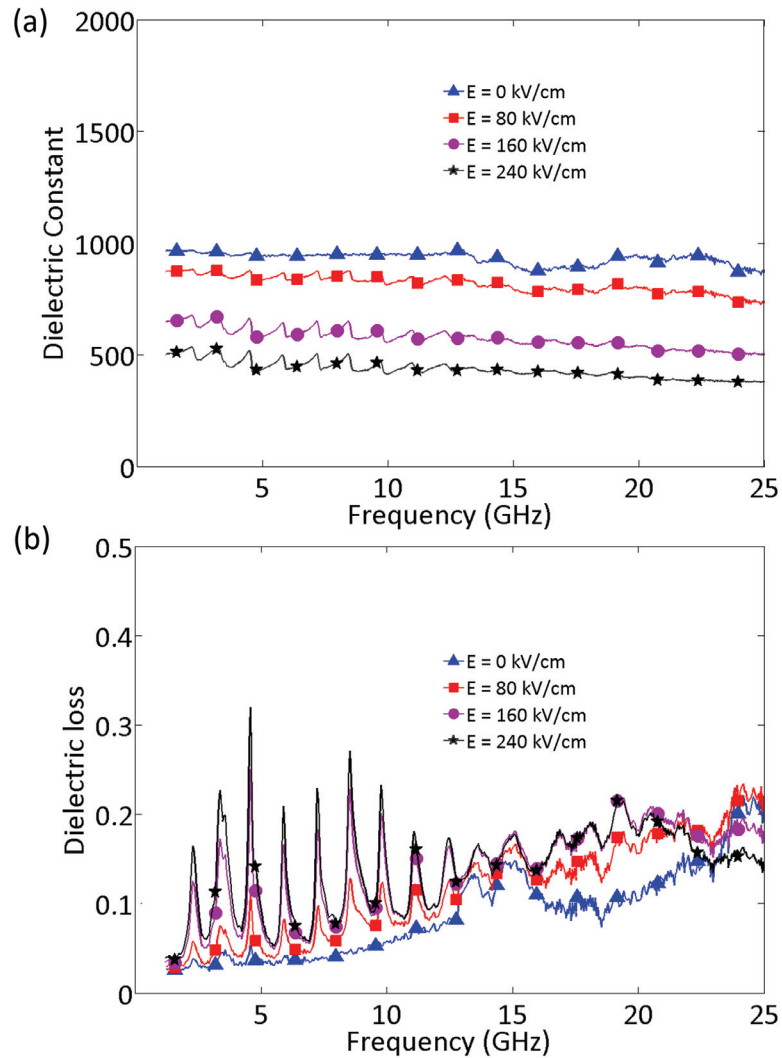 (a)
2000
1500
1000
500
0
Dielectric Constant
E = 0 kV/cm
E = 80 kV/cm
E = 160 kV/cm
E = 240 kV/cm
5 10 15 20 25
Frequency (GHz)
(b)
0.5
0.4
0.3
0.2
0.1
0
Dielectric loss
E = 0 kV/cm
E = 80 kV/cm
E = 160 kV/cm
E = 240 kV/cm
5 10 15 20 25
Frequency (GHz)